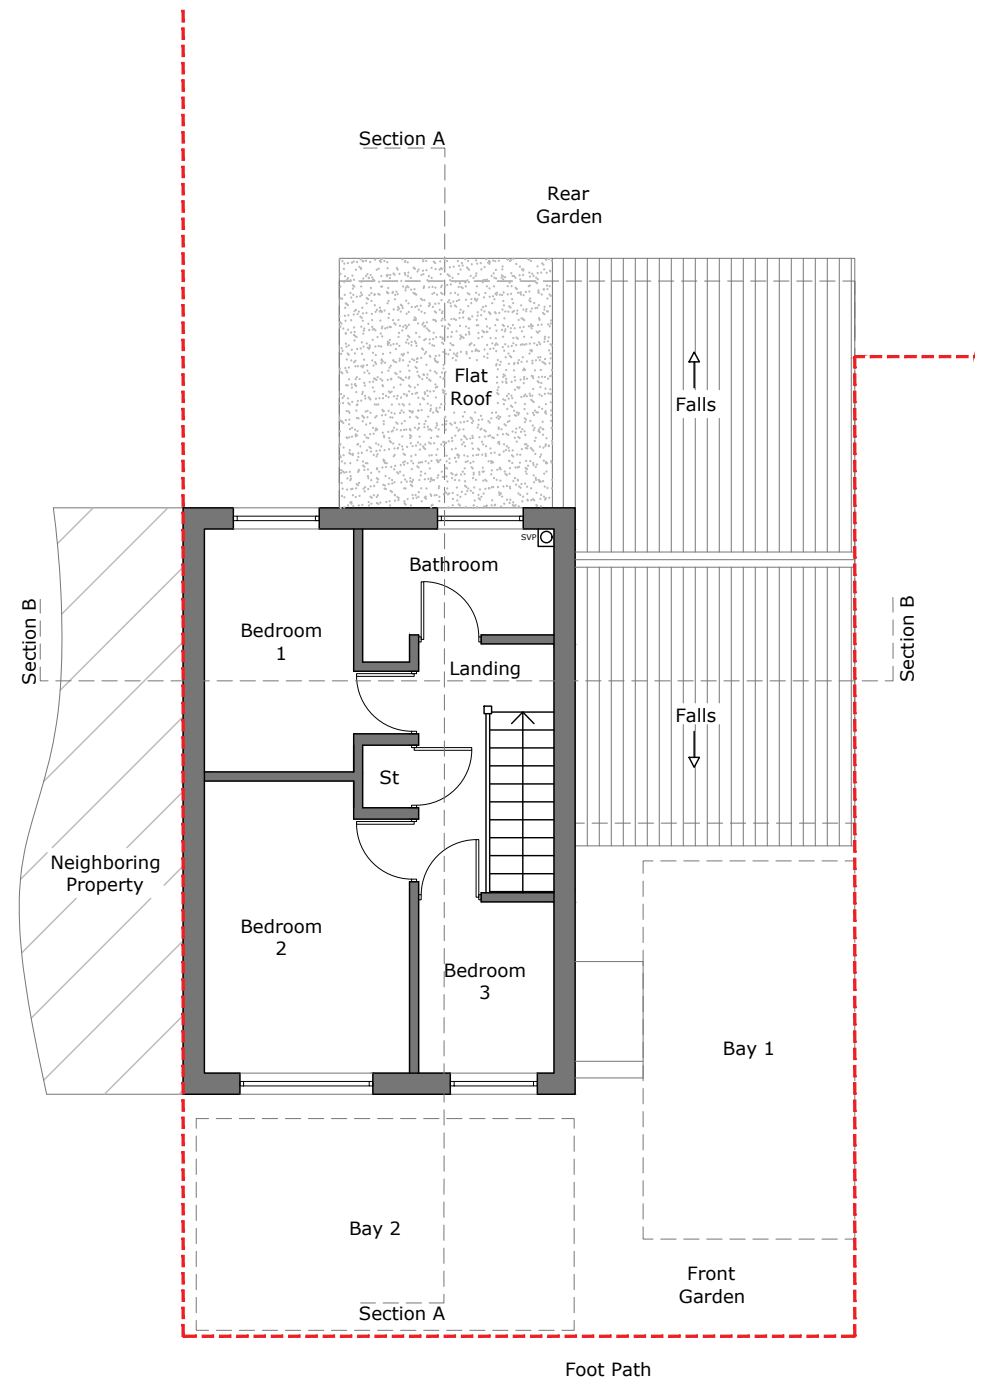 Section A
Rear
Garden
Flat
Roof
Falls
SVP
Bathroom
Section B
Bedroom
1
Landing
Section B
Falls
St
Neighboring
Property
Bedroom
2
Bedroom
3
Bay 1
Bay 2
Front
Garden
Section A
Foot Path